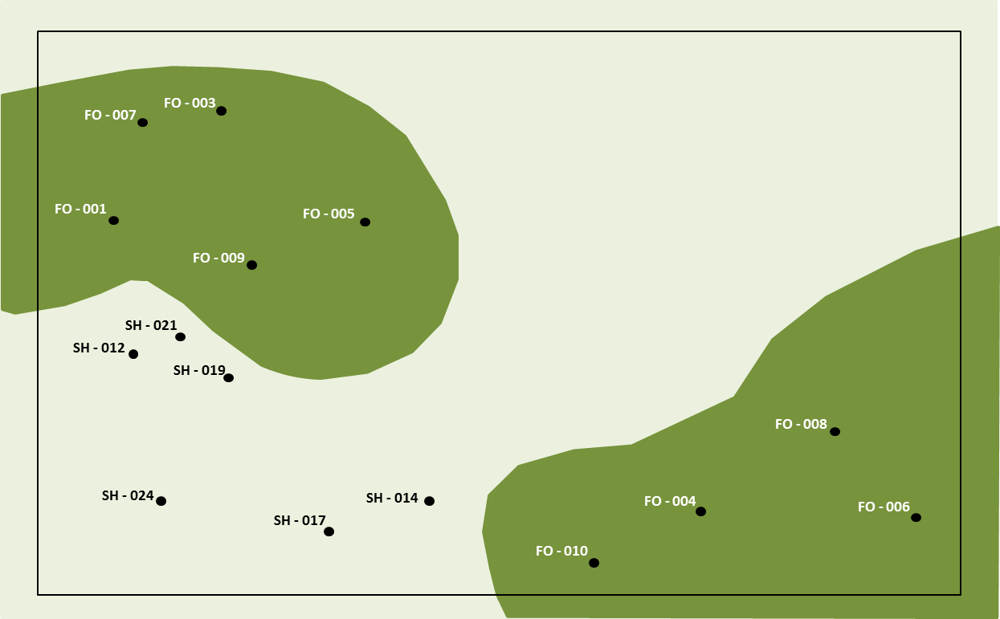 FO - 003
FO - 007
FO - 001
FO - 005
FO - 009
SH - 021
SH - 012
SH - 019
FO - 008
SH - 024
SH - 014
FO - 004
FO - 006
SH - 017
FO - 010